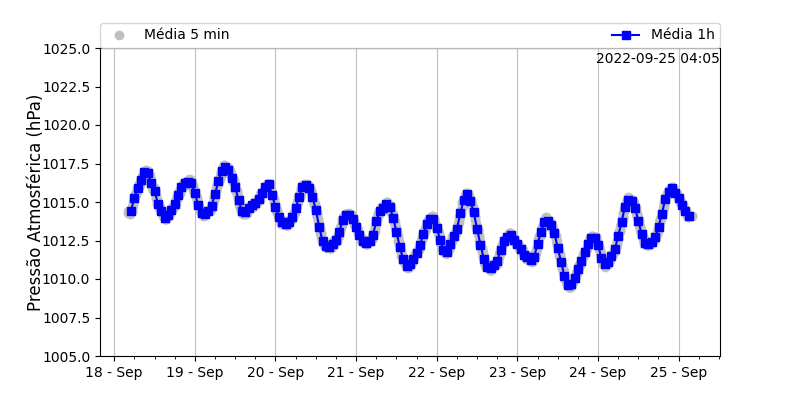 Média 5 min
Média 1h
2022-09-25 04:05
Pressão Atmosférica (hPa)
1025.0
1022.5
1020.0
1017.5
1015.0
1012.5
1010.0
1007.5
1005.0
18 - Sep
19 - Sep
20 - Sep
21 - Sep
22 - Sep
23 - Sep
24 - Sep
25 - Sep